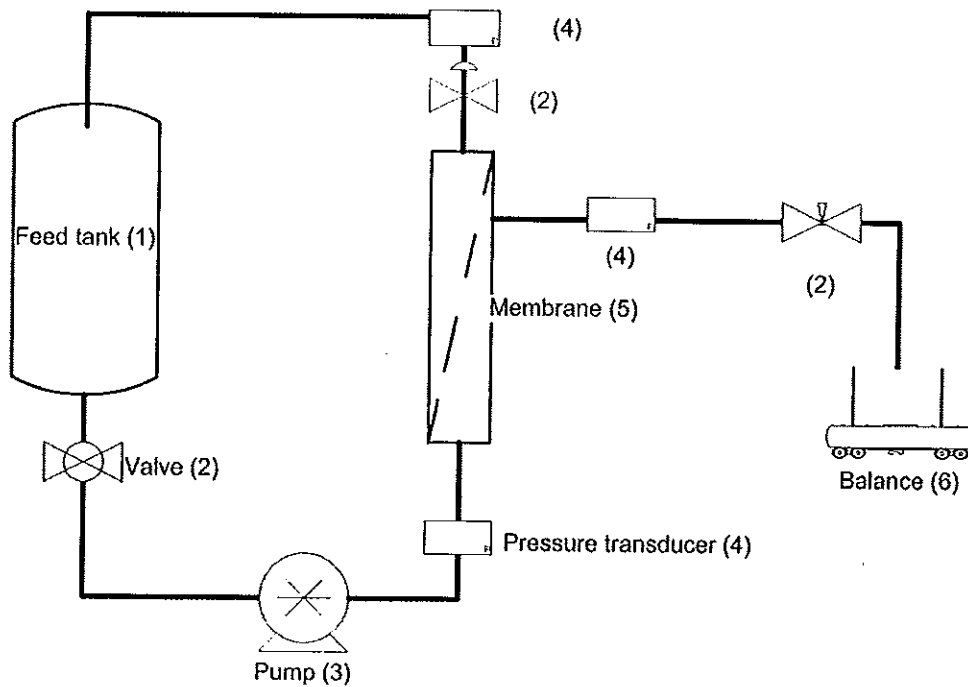 (4)
(2)
Feed tank (1)
(4)
(2)
Membrane (5)
Valve (2)
Balance (6)
Pressure transducer (4)
Pump (3)